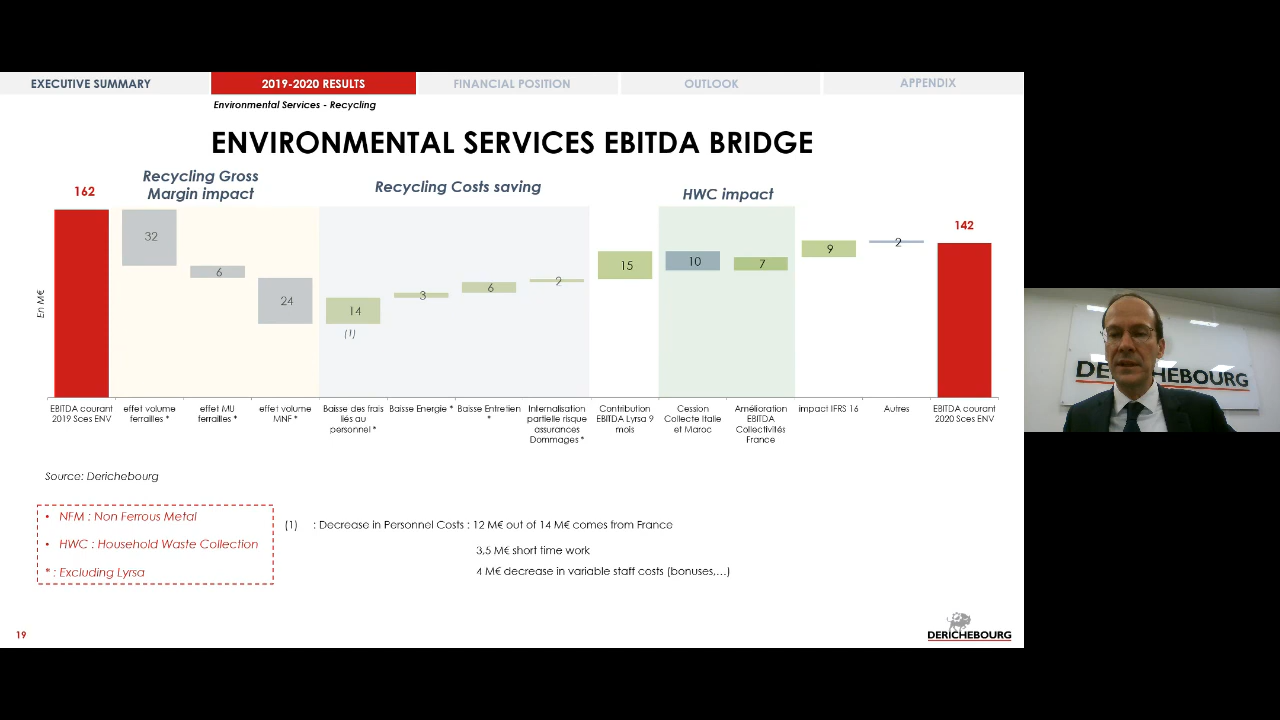 EXECUTIVE SUMMARY
2019-2020 RESULTS
FINANCIAL POSITION
OUTLOOK
APPENDIX
Environmental Services - Recycling
ENVIRONMENTAL SERVICES EBITDA BRIDGE
Recycling Gross
Margin impact
Recycling Costs saving
HWC impact
162
32
6
24
14
(1)
3
6
2
15
10
7
9
2
142
En M€
EBITDA courant
2019 Sces ENV
effet volume
ferrailles *
effet MU
ferrailles *
effet volume
MNF *
Baisse des frais
liés au
personnel *
Baisse Energie *
Baisse Entretien
*
Internalisation
partielle risque
assurances
Dommages *
Contribution
EBITDA Lyrsa 9
mois
Cession
Collecte Italie
et Maroc
Amélioration
EBITDA
Collectivités
France
impact IFRS 16
Autres
EBITDA courant
2020 Sces ENV
Source: Derichebourg
• NFM : Non Ferrous Metal
• HWC : Household Waste Collection
* : Excluding Lyrsa
(1) : Decrease in Personnel Costs : 12 M€ out of 14 M€ comes from France
3,5 M€ short time work
4 M€ decrease in variable staff costs (bonuses,…)
19
DERICHEBOURG
DERICHEBOURG